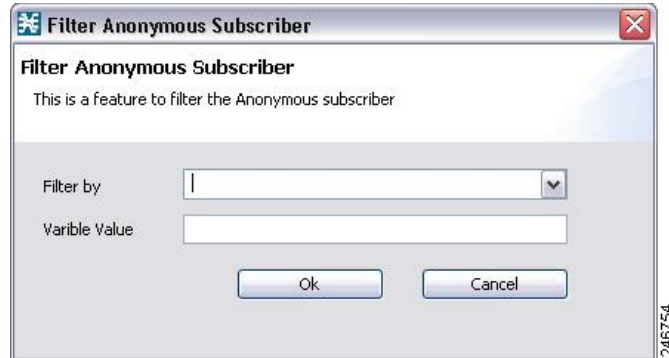 Filter Anonymous Subscriber
Filter Anonymous Subscriber
This is a feature to filter the Anonymous subscriber
Filter by
Varible Value
Ok
Cancel
246754